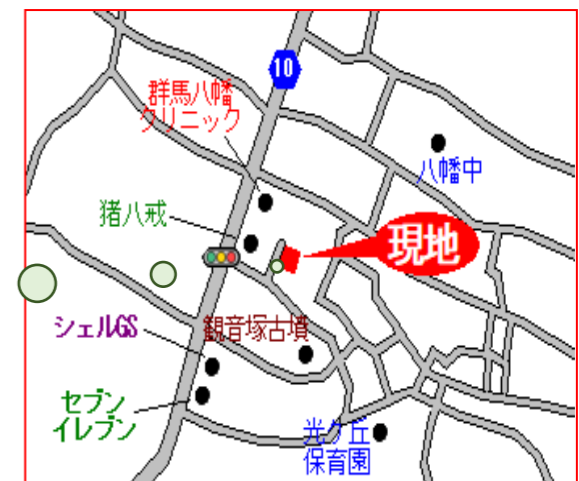 10
群馬八幡
クリニック
八幡中
猪八戒
現地
シェルGS
観音塚古墳
セブン
イレブン
光ケ丘
保育園